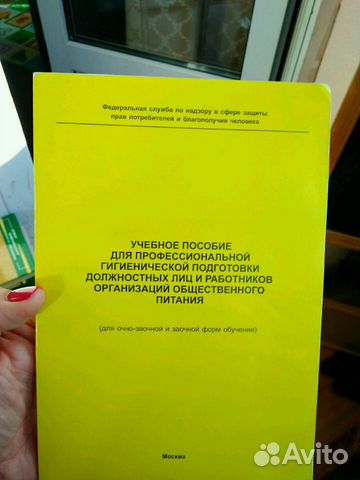 Федеральная служба по надзору в сфере защиты
прав потребителей и благополучия человека
УЧЕБНОЕ ПОСОБИЕ
ДЛЯ ПРОФЕССИОНАЛЬНОЙ
ГИГИЕНИЧЕСКОЙ ПОДГОТОВКИ
ДОЛЖНОСТНЫХ ЛИЦ И РАБОТНИКОВ
ОРГАНИЗАЦИЙ ОБЩЕСТВЕННОГО
ПИТАНИЯ
(для очно-заочной и заочной форм обучения)
Москва
Avito